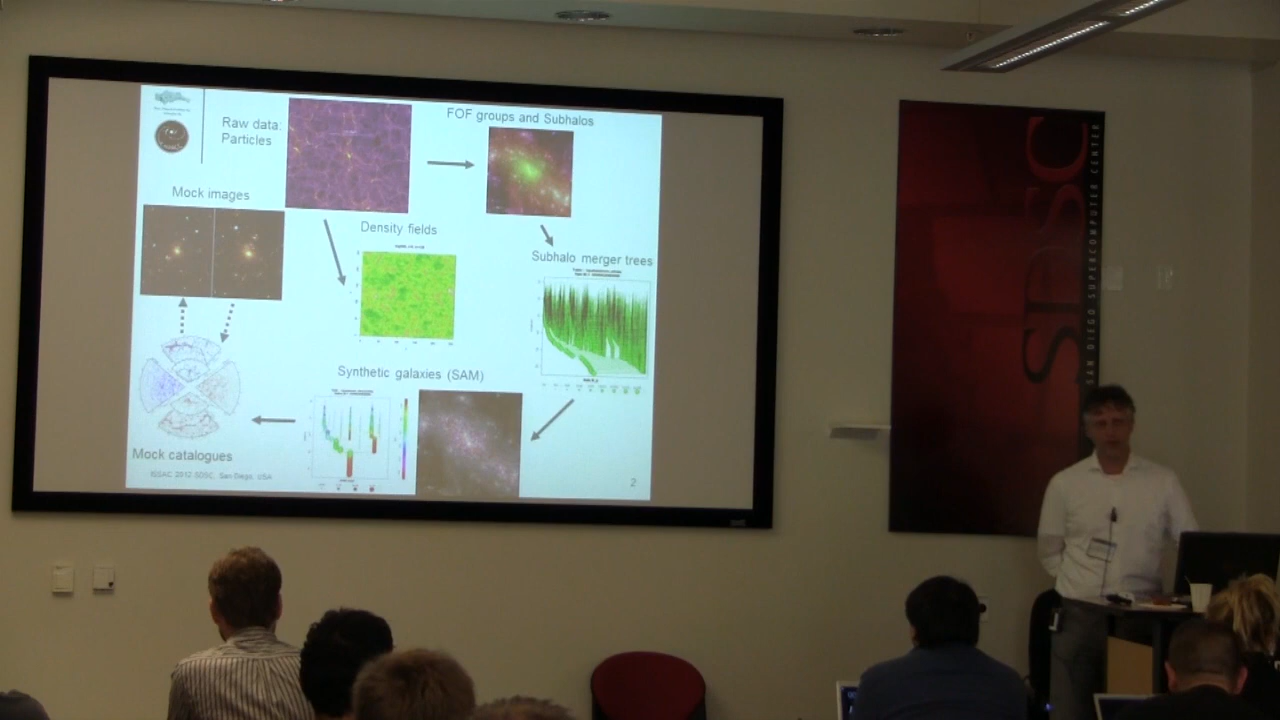 Raw data:
Particles
FOF groups and Subhalos
Mock images
Density fields
Subhalo merger trees
Synthetic galaxies (SAM)
Mock catalogues
2012 SDSC, San Diego, USA
2
SDSC
SAN DIEGO SUPERCOMPUTER CENTER